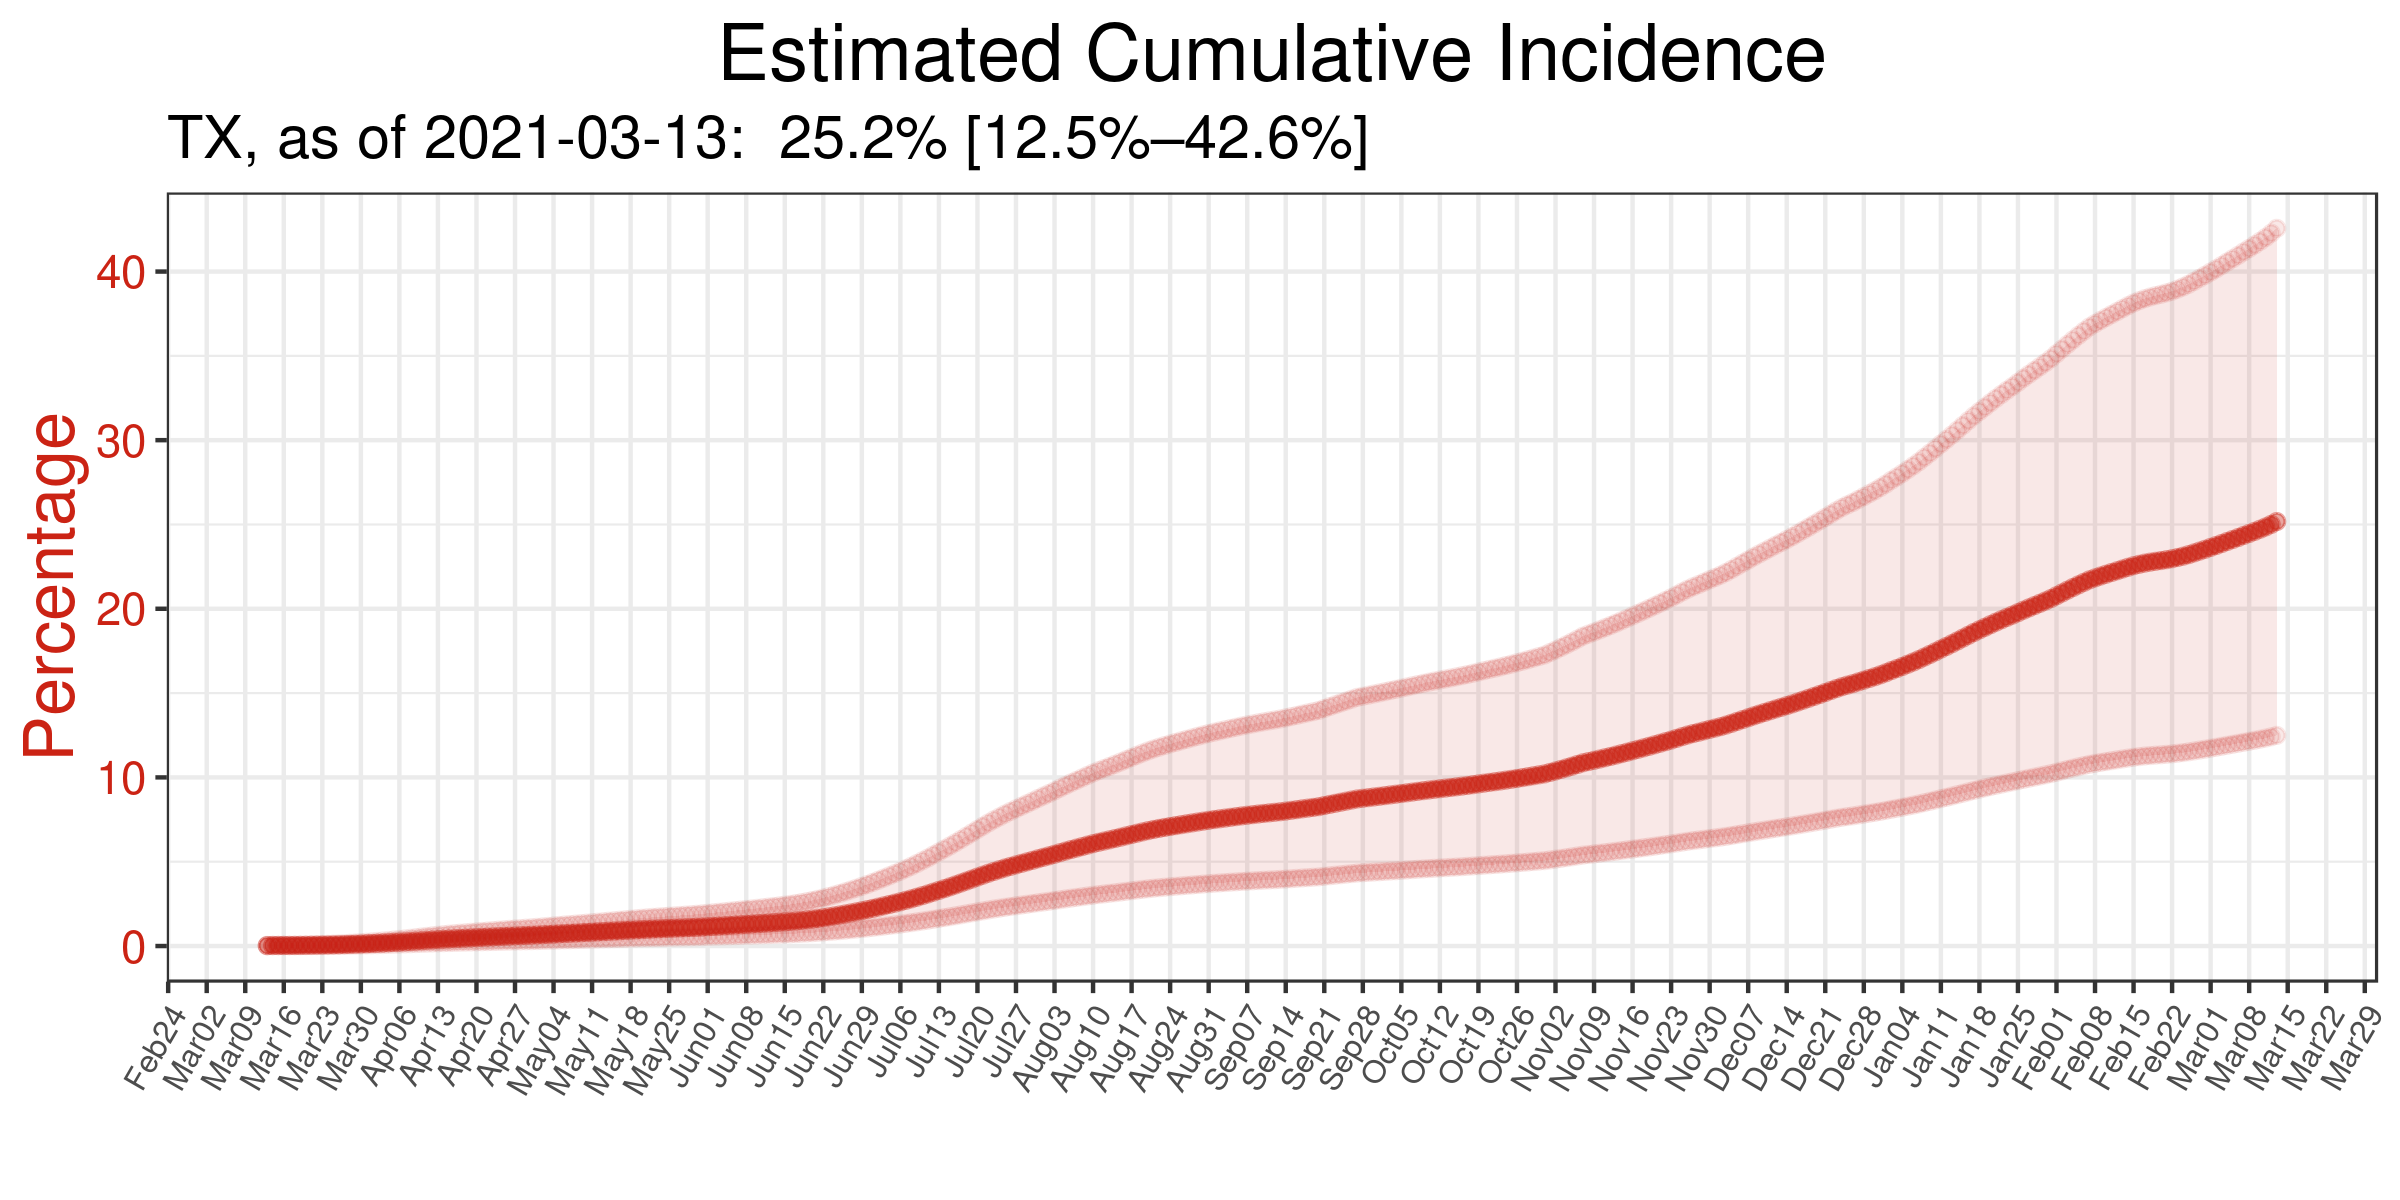 Estimated Cumulative Incidence
TX, as of 2021-03-13:  25.2% [12.5%–42.6%]
Percentage
40
30
20
10
0
Feb24
Mar02
Mar09
Mar16
Mar23
Mar30
Apr06
Apr13
Apr20
Apr27
May04
May11
May18
May25
Jun01
Jun08
Jun15
Jun22
Jun29
Jul06
Jul13
Jul20
Jul27
Aug03
Aug10
Aug17
Aug24
Aug31
Sep07
Sep14
Sep21
Sep28
Oct05
Oct12
Oct19
Oct26
Nov02
Nov09
Nov16
Nov23
Nov30
Dec07
Dec14
Dec21
Dec28
Jan04
Jan11
Jan18
Jan25
Feb01
Feb08
Feb15
Feb22
Mar01
Mar08
Mar15
Mar22
Mar29